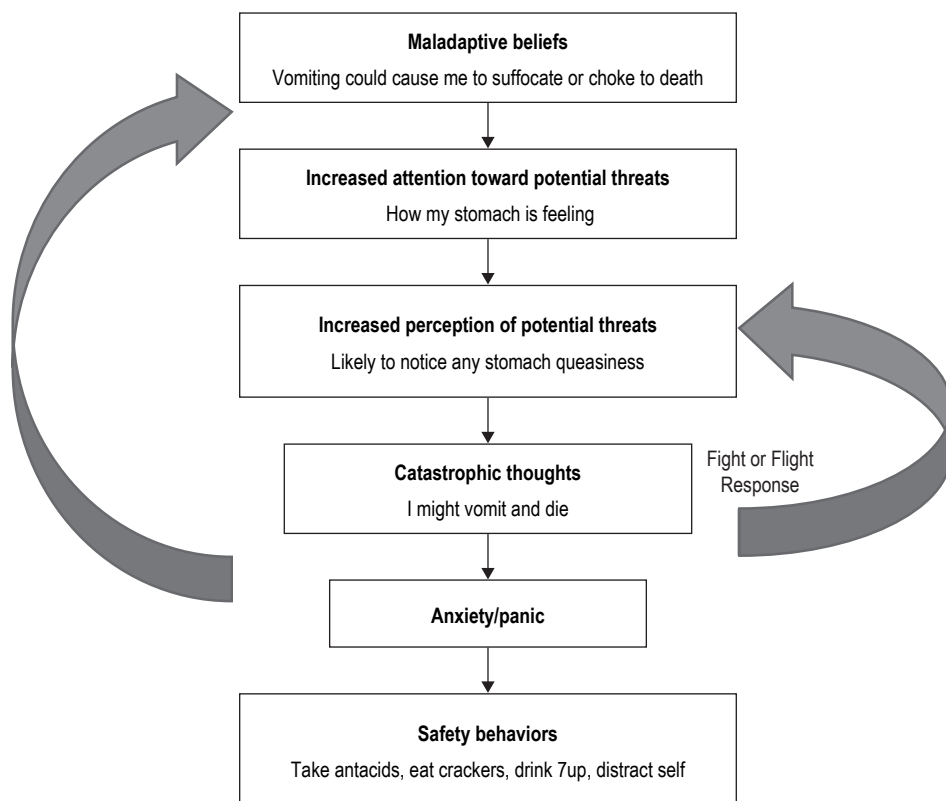 Maladaptive beliefs
Vomiting could cause me to suffocate or choke to death
Increased attention toward potential threats
How my stomach is feeling
Increased perception of potential threats
Likely to notice any stomach queasiness
Catastrophic thoughts
I might vomit and die
Fight or Flight
Response
Anxiety/panic
Safety behaviors
Take antacids, eat crackers, drink 7up, distract self